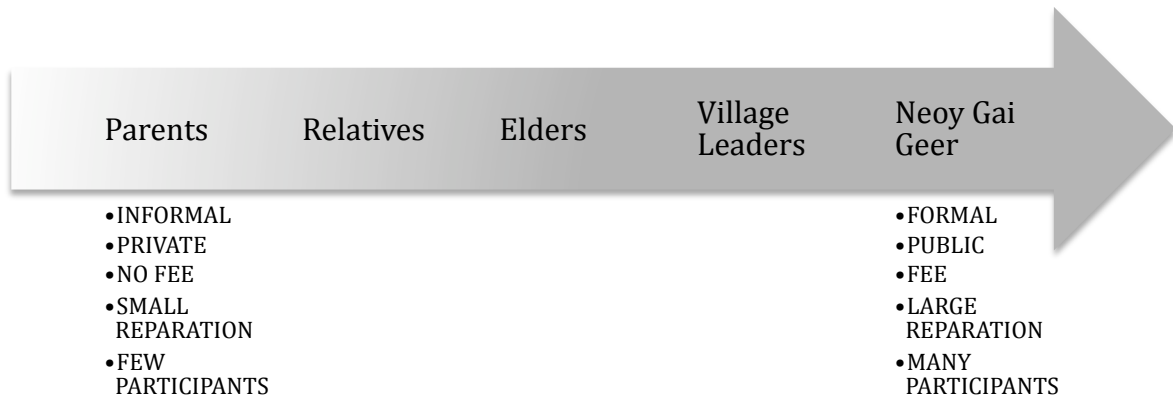 Parents
Relatives
Elders
Village
Leaders
Neoy Gai
Geer
•INFORMAL
•PRIVATE
•NO FEE
•SMALL
REPARATION
•FEW
PARTICIPANTS
•FORMAL
•PUBLIC
•FEE
•LARGE
REPARATION
•MANY
PARTICIPANTS